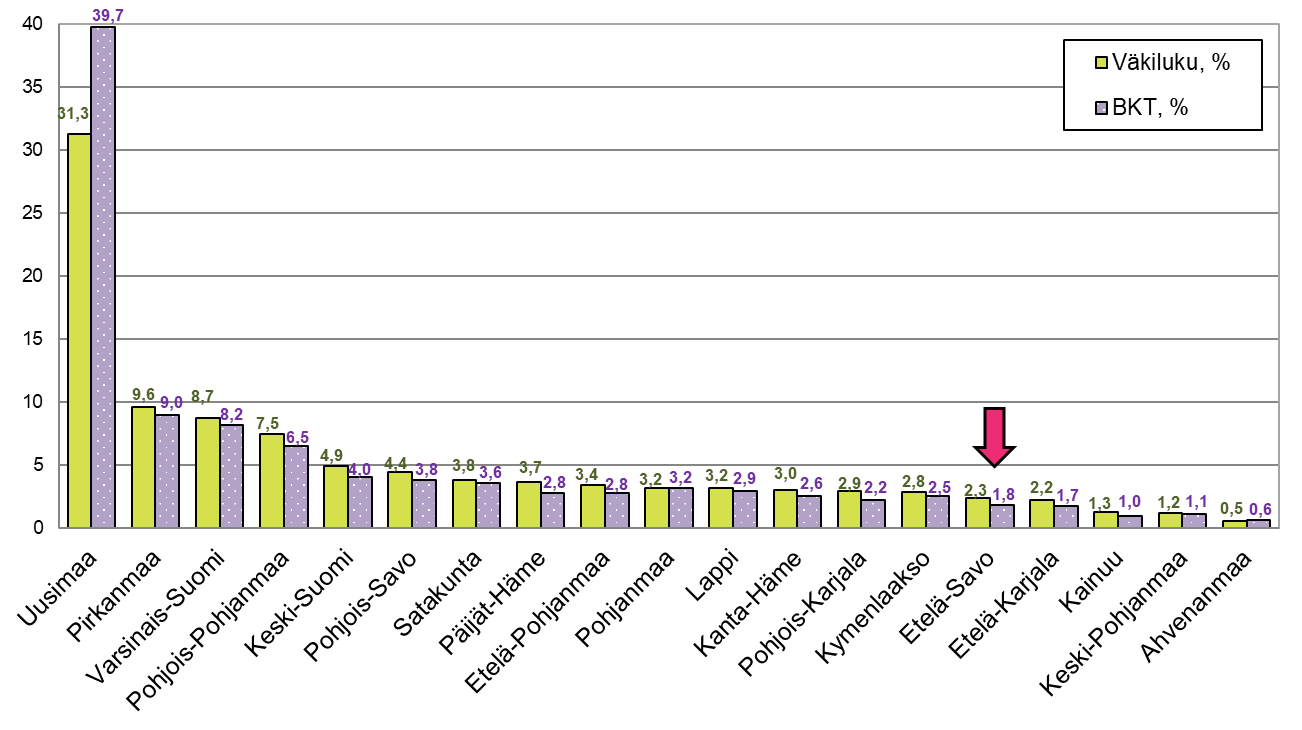 40
35
30
25
20
15
10
5
0
Väkiluku, %
BKT, %
31,3 39,7
9,6 9,0
8,7 8,2
7,5 6,5
4,9 4,0
4,4 3,8
3,8 3,6
3,7 2,8
3,4 2,8
3,2 3,2
3,2 2,9
3,0 2,6
2,9 2,2
2,8 2,5
2,3 1,8
2,2 1,7
1,3 1,0
1,2 1,1
0,5 0,6
Uusimaa
Pirkanmaa
Varsinais-Suomi
Pohjois-Pohjanmaa
Keski-Suomi
Pohjois-Savo
Satakunta
Päijät-Häme
Etelä-Pohjanmaa
Pohjanmaa
Lappi
Kanta-Häme
Pohjois-Karjala
Kymenlaakso
Etelä-Savo
Etelä-Karjala
Kainuu
Keski-Pohjanmaa
Ahvenanmaa